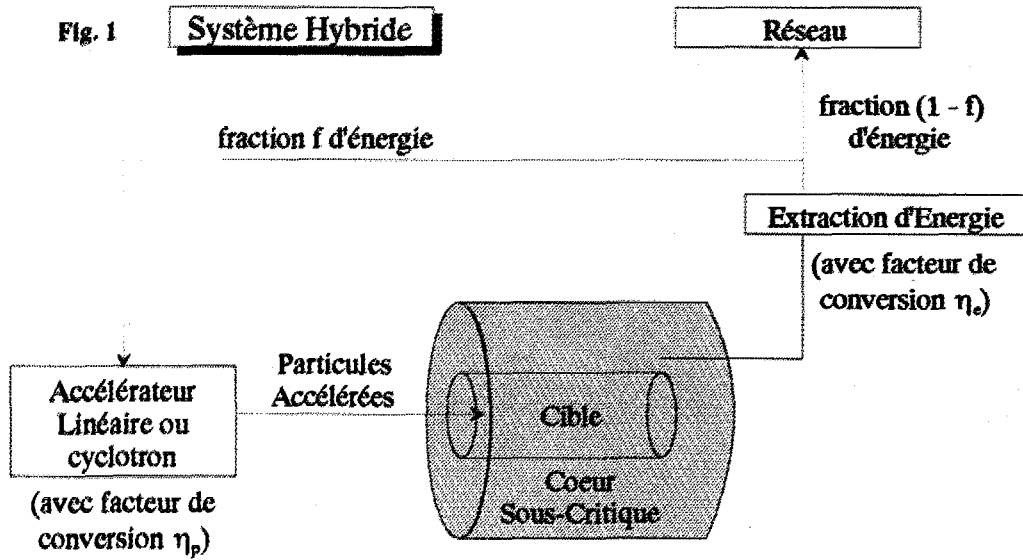 Fig. 1
Système Hybride
Réseau
fraction f d'énergie
fraction (1 - f)
d'énergie
Extraction d'Energie
(avec facteur de
conversion ηe)
Particules
Accélérées
Accélérateur
Linéaire ou
cyclotron
(avec facteur de
conversion ηp)
Cible
Coeur
Sous-Critique